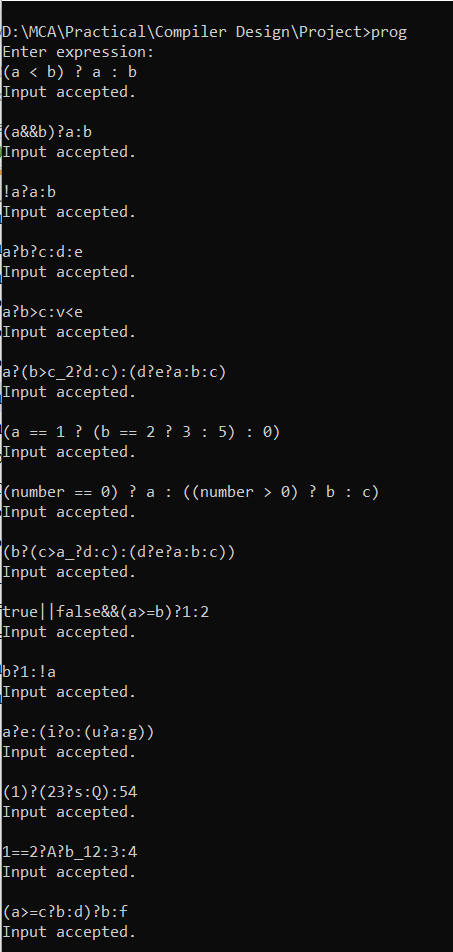 D:\MCA\Practical\Compiler Design\Project>prog
Enter expression:
(a < b) ? a : b
Input accepted.
(a&&b)?a:b
Input accepted.
!a?a:b
Input accepted.
a?b?c:d:e
Input accepted.
a?b>c:v<e
Input accepted.
a?(b>c_2?d:c):(d?e?a:b:c)
Input accepted.
(a == 1 ? (b == 2 ? 3 : 5) : 0)
Input accepted.
(number == 0) ? a : ((number > 0) ? b : c)
Input accepted.
(b?(c>a_?d:c):(d?e?a:b:c))
Input accepted.
true||false&&(a>=b)?1:2
Input accepted.
b?1:!a
Input accepted.
a?e:(i?o:(u?a:g))
Input accepted.
(1)?(23?s:Q):54
Input accepted.
1==2?A?b_12:3:4
Input accepted.
(a>=c?b:d)?b:f
Input accepted.